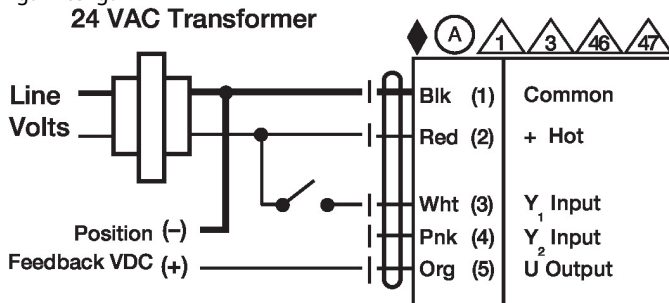 24 VAC Transformer
A 1 3 46 47
Line
Volts
Blk (1) Common
Red (2) + Hot
Wht (3) Y1 Input
Pnk (4) Y2 Input
Org (5) U Output
Position (–)
Feedback VDC (+)